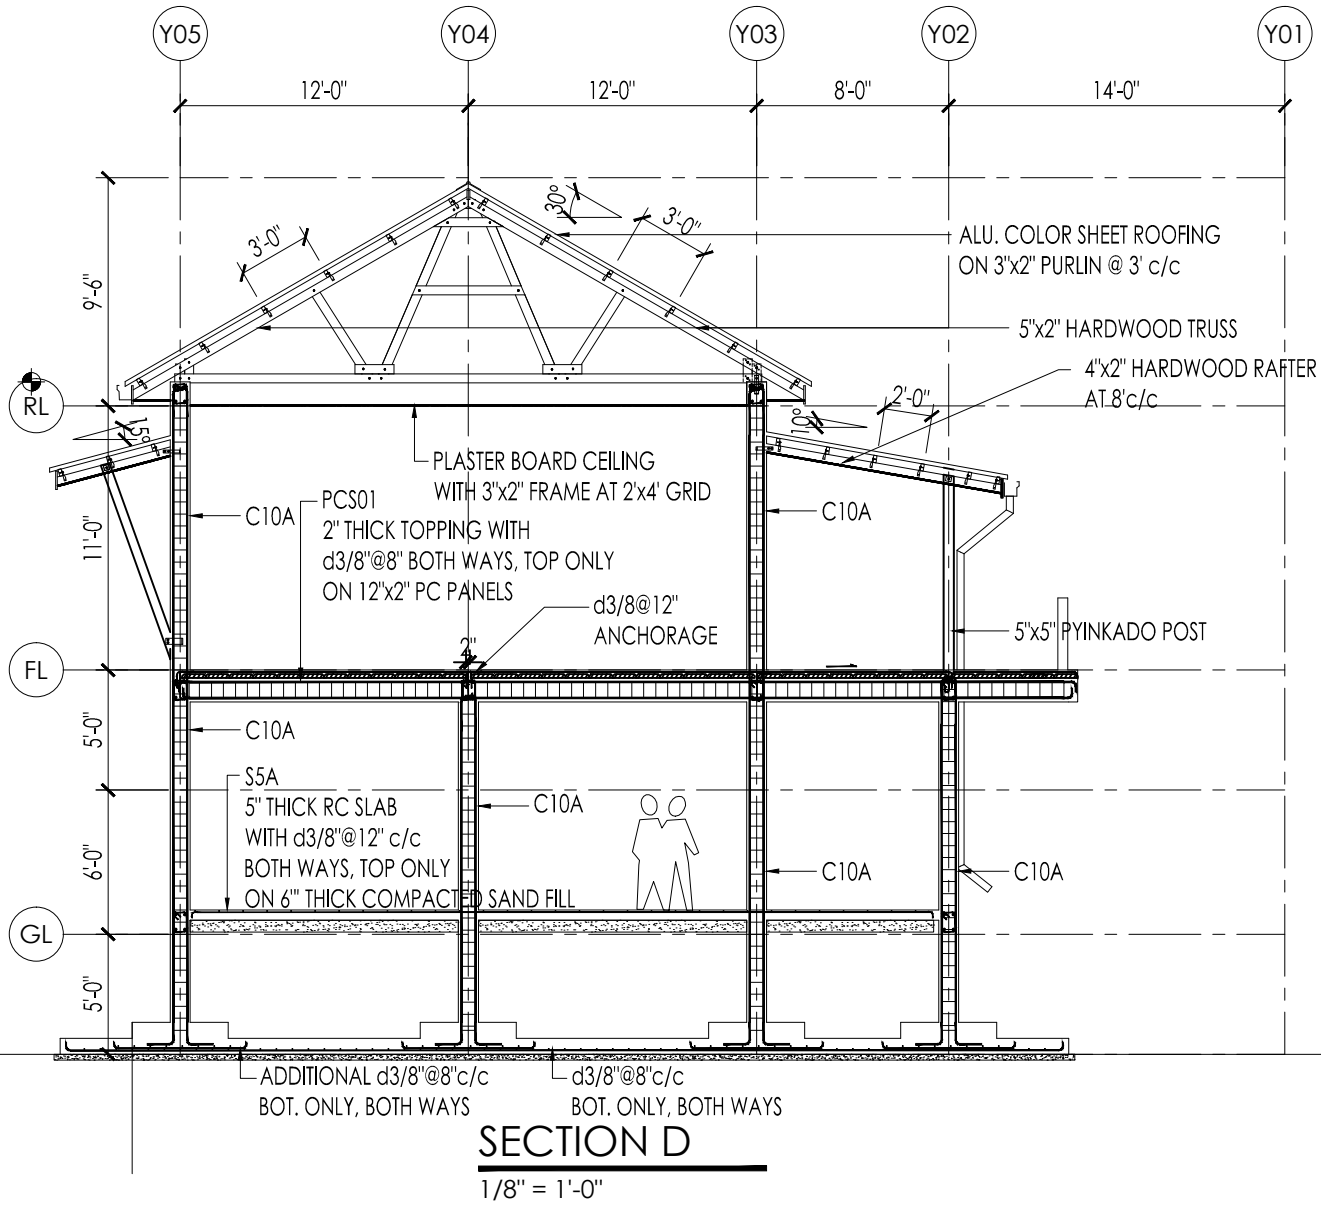 Y05
Y04
Y03
Y02
Y01
12'-0"
12'-0"
8'-0"
14'-0"
30°
3'-0"
3'-0"
ALU. COLOR SHEET ROOFING
ON 3"x2" PURLIN @ 3' c/c
9'-6"
5"x2" HARDWOOD TRUSS
4"x2" HARDWOOD RAFTER
AT 8'c/c
RL
2'-0"
10°
15°
PLASTER BOARD CEILING
WITH 3"x2" FRAME AT 2'x4' GRID
C10A
PCS01
2" THICK TOPPING WITH
d3/8"@8" BOTH WAYS, TOP ONLY
ON 12"x2" PC PANELS
C10A
11'-0"
d3/8@12"
ANCHORAGE
5"x5" PYINKADO POST
2"
FL
5'-0"
C10A
S5A
5" THICK RC SLAB
WITH d3/8"@12" c/c
BOTH WAYS, TOP ONLY
ON 6'" THICK COMPACTED SAND FILL
C10A
6'-0"
C10A
C10A
GL
5'-0"
ADDITIONAL d3/8"@8"c/c
BOT. ONLY, BOTH WAYS
d3/8"@8"c/c
BOT. ONLY, BOTH WAYS
SECTION D
1/8" = 1'-0"